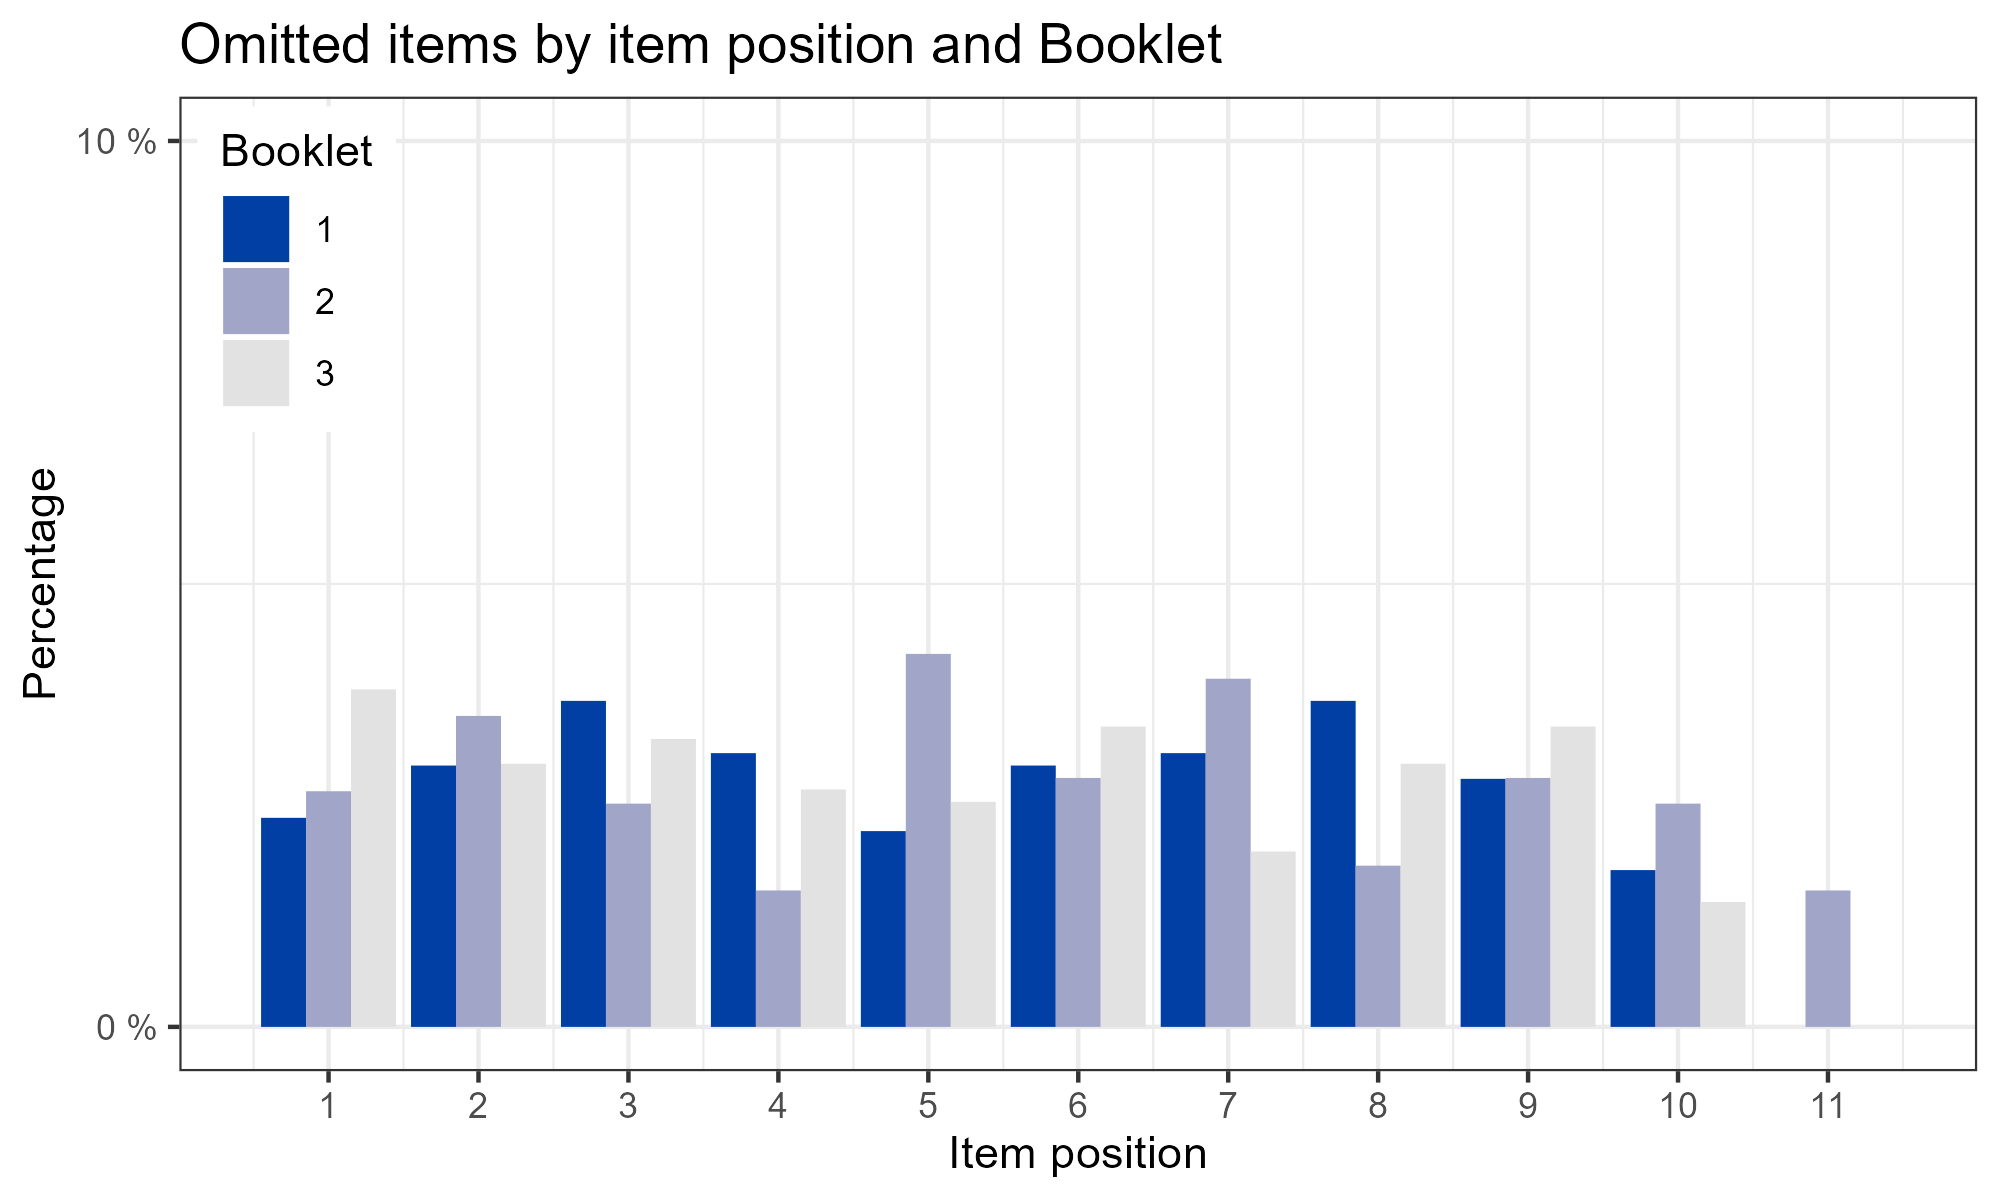 Omitted items by item position and Booklet
10 %
Booklet
1
2
3
Percentage
0 %
1 2 3 4 5 6 7 8 9 10 11
Item position